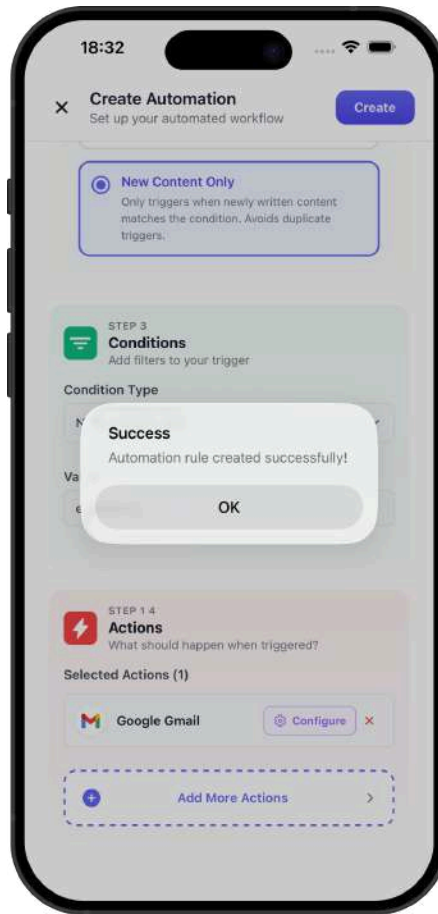 18:32
Create Automation
Set up your automated workflow
Create
New Content Only
Only triggers when newly written content
matches the condition. Avoids duplicate
triggers.
STEP 3
Conditions
Add filters to your trigger
Condition Type
Success
Automation rule created successfully!
OK
STEP 1 4
Actions
What should happen when triggered?
Selected Actions (1)
Google Gmail
Configure
Add More Actions